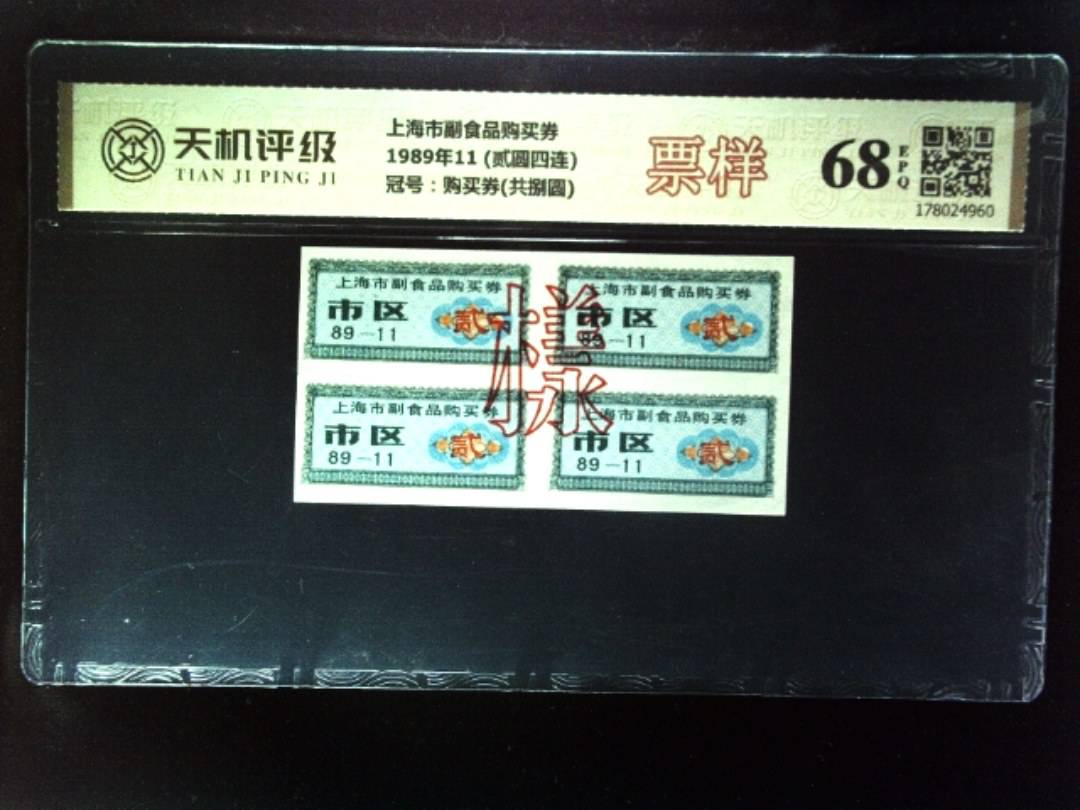 天机评级
TIAN JI PING JI
上海市副食品购买券
1989年11 (贰圆四连)
冠号：购买券(共捌圆)
票样
68
EPQ
178024960
上海市副食品购买券
市区
89—11
贰
上海市副食品购买券
市区
89—11
贰
様
上海市副食品购买券
市区
89—11
贰
上海市副食品购买券
市区
89—11
贰